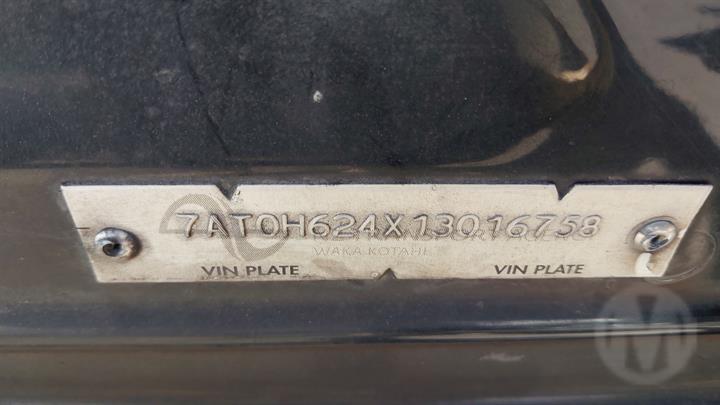 7AT0H624X13016758
WAKA KOTAHI
VIN PLATE VIN PLATE
M